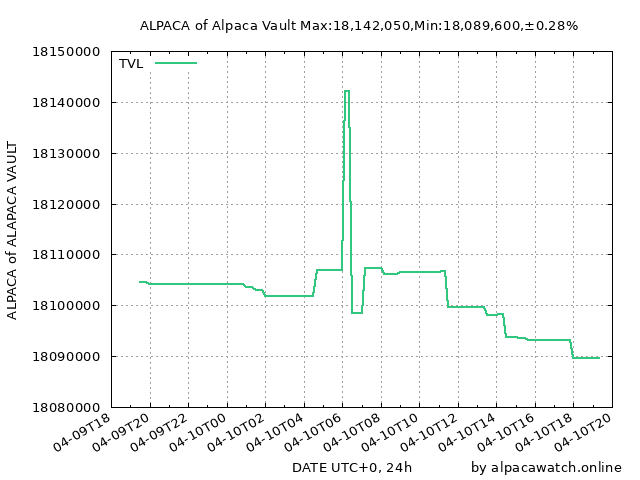 ALPACA of Alpaca Vault Max:18,142,050,Min:18,089,600,±0.28%
TVL
18150000
18140000
18130000
18120000
18110000
18100000
18090000
18080000
ALPACA of ALAPACA VAULT
04-09T18
04-09T20
04-09T22
04-10T00
04-10T02
04-10T04
04-10T06
04-10T08
04-10T10
04-10T12
04-10T14
04-10T16
04-10T18
04-10T20
DATE UTC+0, 24h
by alpacawatch.online